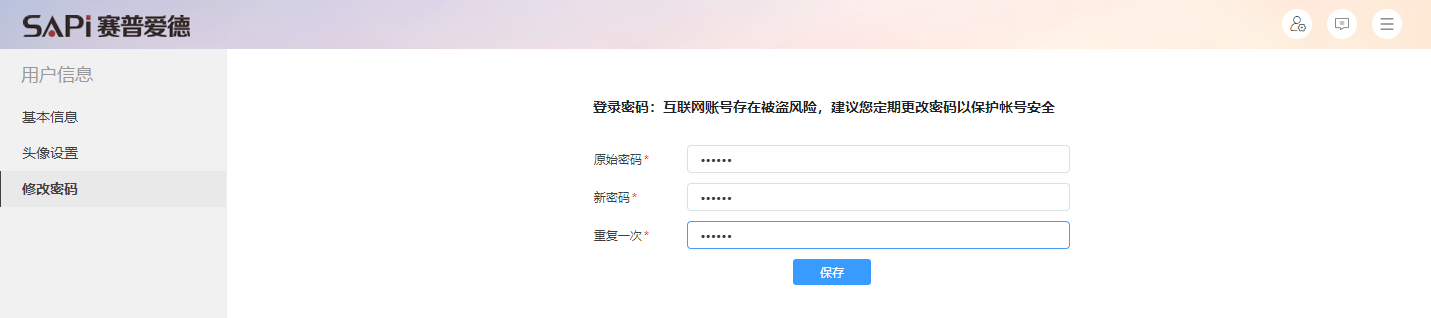 SAPi 赛普爱德
用户信息
基本信息
头像设置
修改密码
登录密码：互联网账号存在被盗风险，建议您定期更改密码以保护帐号安全
原始密码* ••••••
新密码* ••••••
重复一次* ••••••
保存